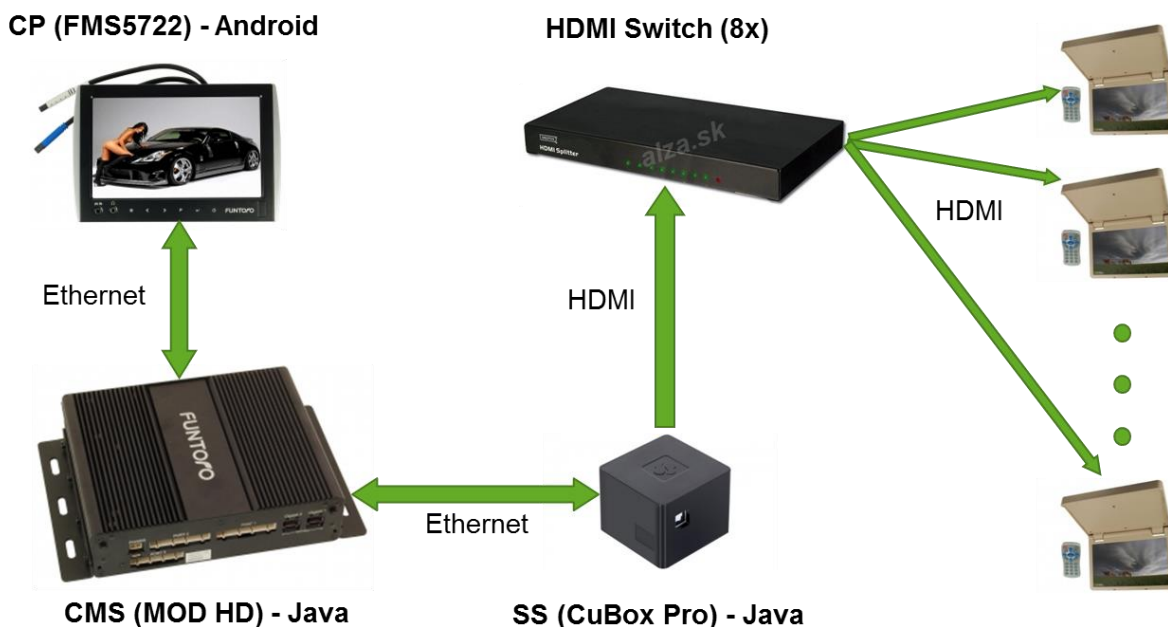 CP (FMS5722) - Android
HDMI Switch (8x)
alza.sk
HDMI Splitter
FUNTORO
HDMI
Ethernet
HDMI
FUNTORO
Ethernet
CMS (MOD HD) - Java
SS (CuBox Pro) - Java